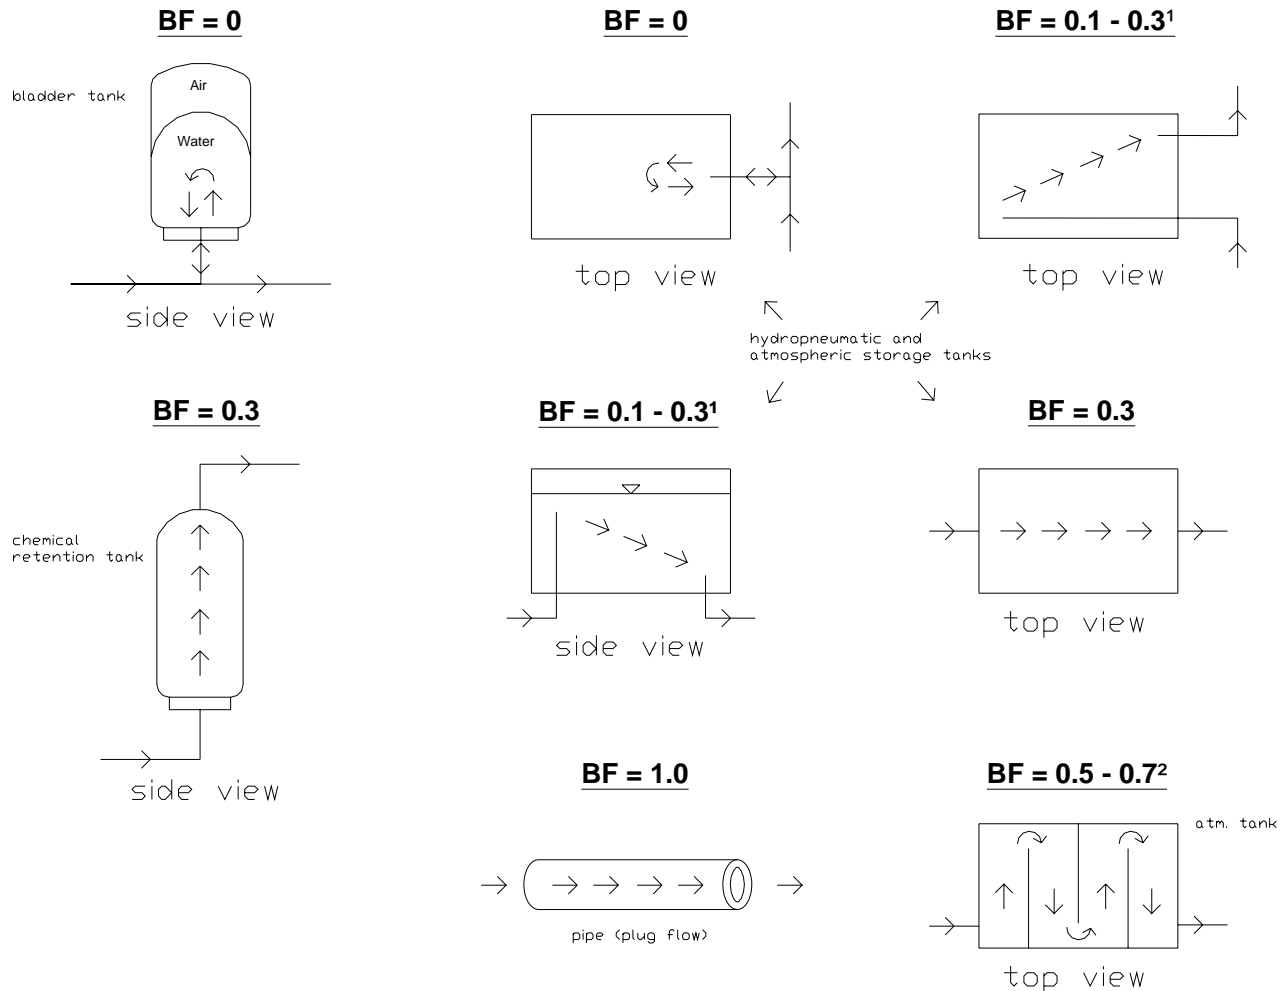 BF = 0
BF = 0
BF = 0.1 - 0.3¹
bladder tank
Air
Water
side view
top view
top view
hydropneumatic and
atmospheric storage tanks
BF = 0.3
BF = 0.1 - 0.3¹
BF = 0.3
chemical
retention tank
side view
side view
top view
BF = 1.0
BF = 0.5 - 0.7²
atm. tank
pipe (plug flow)
top view